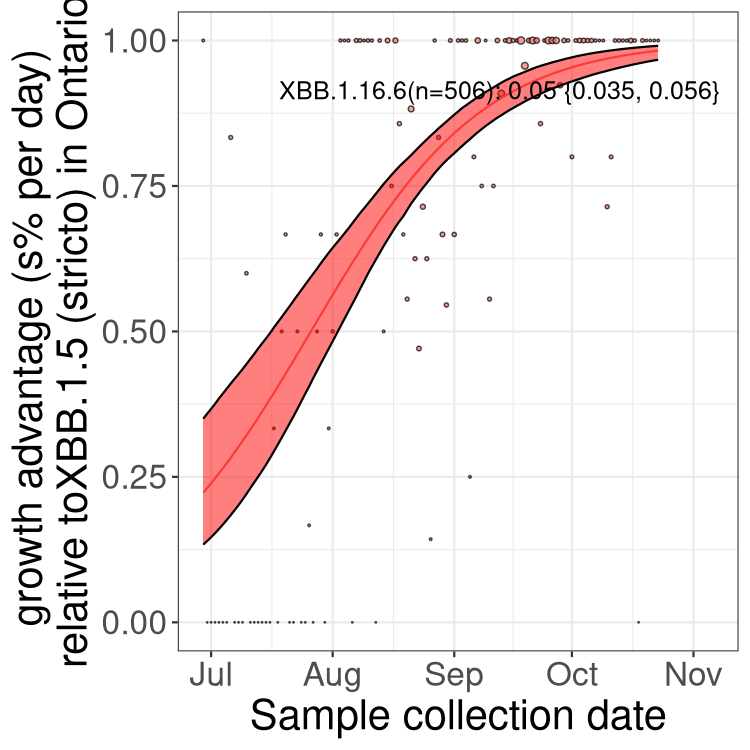 growth advantage (s% per day)
relative toXBB.1.5 (stricto) in Ontario
1.00
0.75
0.50
0.25
0.00
XBB.1.16.6(n=506): 0.05 {0.035, 0.056}
Jul
Aug
Sep
Oct
Nov
Sample collection date